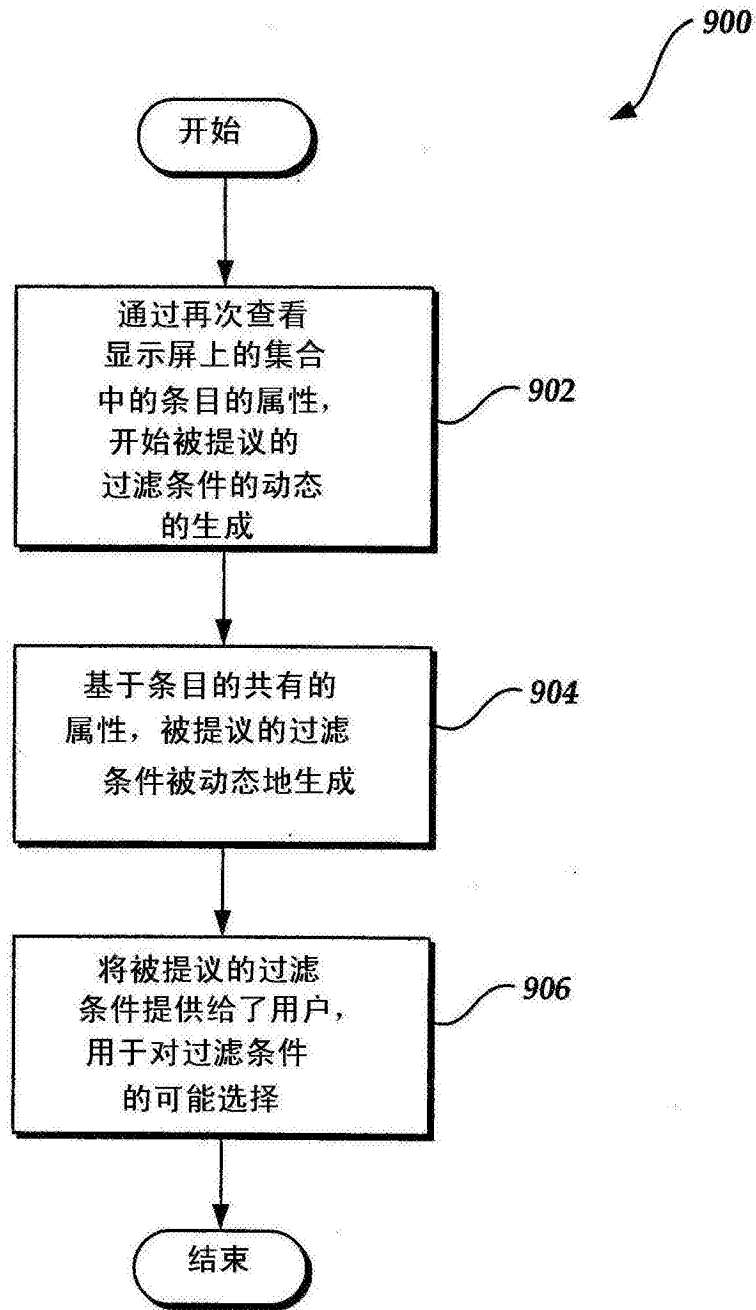 900
开始
通过再次查看
显示屏上的集合
中的条目的属性，
开始被提议的
过滤条件的动态
的生成
902
基于条目的共有的
属性，被提议的过滤
条件被动态地生成
904
将被提议的过滤
条件提供给了用户，
用于对过滤条件
的可能选择
906
结束